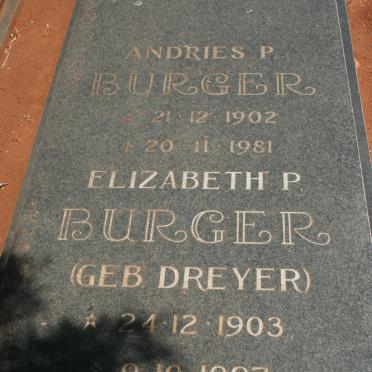 ANDRIES P.
BURGER
* 21·12·1902
+ 20·11·1981
ELIZABETH P.
BURGER
(GEB. DREYER)
* 24·12·1903